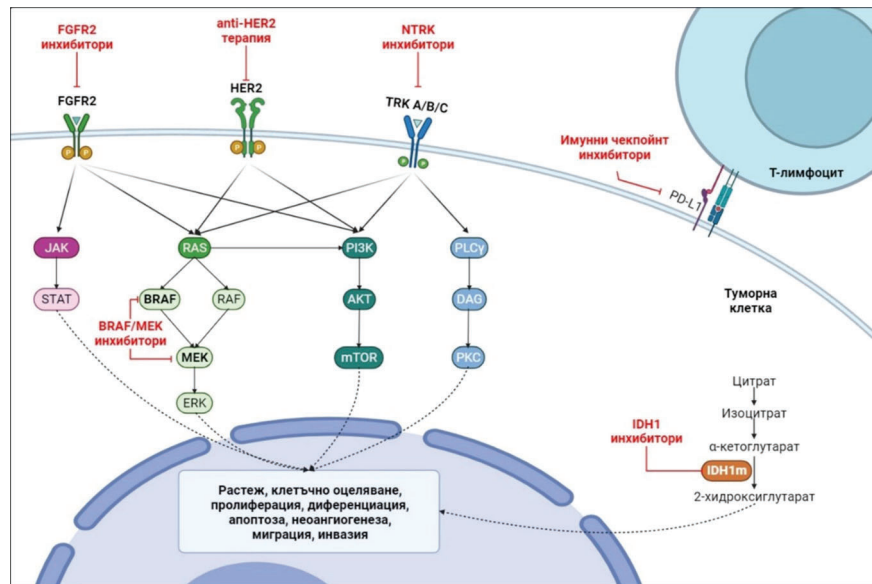 FGFR2
инхибитори
anti-HER2
терапия
NTRK
инхибитори
FGFR2
HER2
TRK A/B/C
P
P
P
P
P
P
Имунни чекпойнт
инхибитори
PD-L1
Т-лимфоцит
JAK
RAS
PI3K
PLCγ
STAT
BRAF
RAF
AKT
DAG
BRAF/MEK
инхибитори
MEK
mTOR
PKC
ERK
Туморна
клетка
Цитрат
Изоцитрат
α-кетоглутарат
IDH1
инхибитори
IDH1m
2-хидроксиглутарат
Растеж, клетъчно оцеляване,
пролиферация, диференциация,
апоптоза, неоангиогенеза,
миграция, инвазия